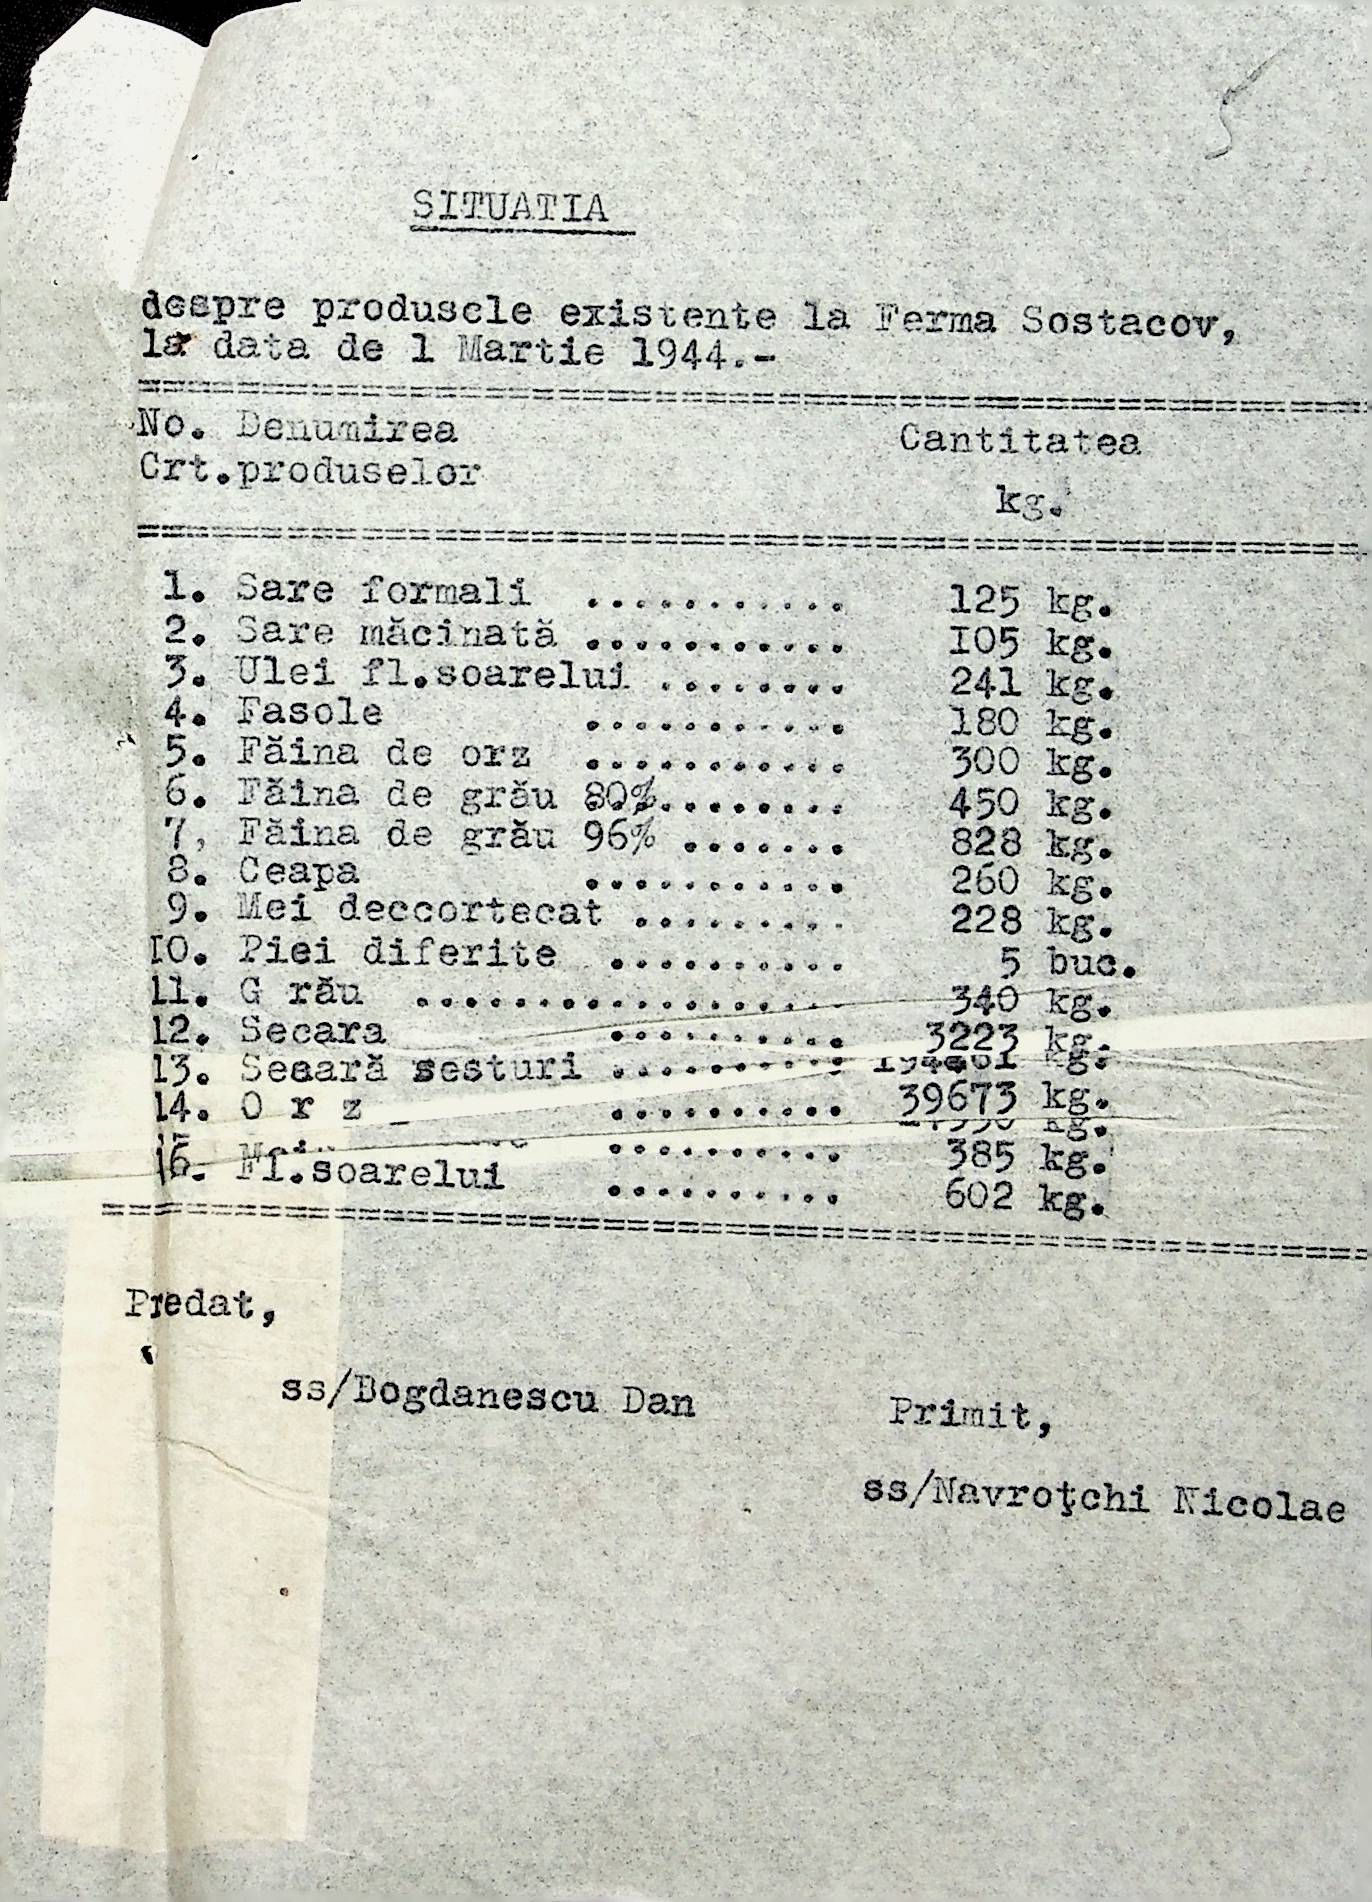 SITUATIA
despre produsele existente la Ferma Sostacov,
la data de 1 Martie 1944.-
No. Denumirea Cantitatea
Crt.produselor
kg.
1. Sare formali ........... 125 kg.
2. Sare măcinată ........... I05 kg.
3. Ulei fl.soarelui ........ 241 kg.
4. Fasole ........... 180 kg.
5. Făina de orz ........... 300 kg.
6. Făina de grău 80%........ 450 kg.
7, Făina de grău 96% ....... 828 kg.
8. Ceapa ........... 260 kg.
9. Mei deccortecat ......... 228 kg.
I0. Piei diferite .......... 5 buc.
11. G rău .................. 340 kg.
12. Secara .......... 3223 kg.
13. Secară resturi .......... kg.
14. O r z .......... 39673 kg.
kg.
.......... 385 kg.
16. Fl.soarelui .......... 602 kg.
Predat,
ss/Bogdanescu Dan
Primit,
ss/Navroţchi Nicolae